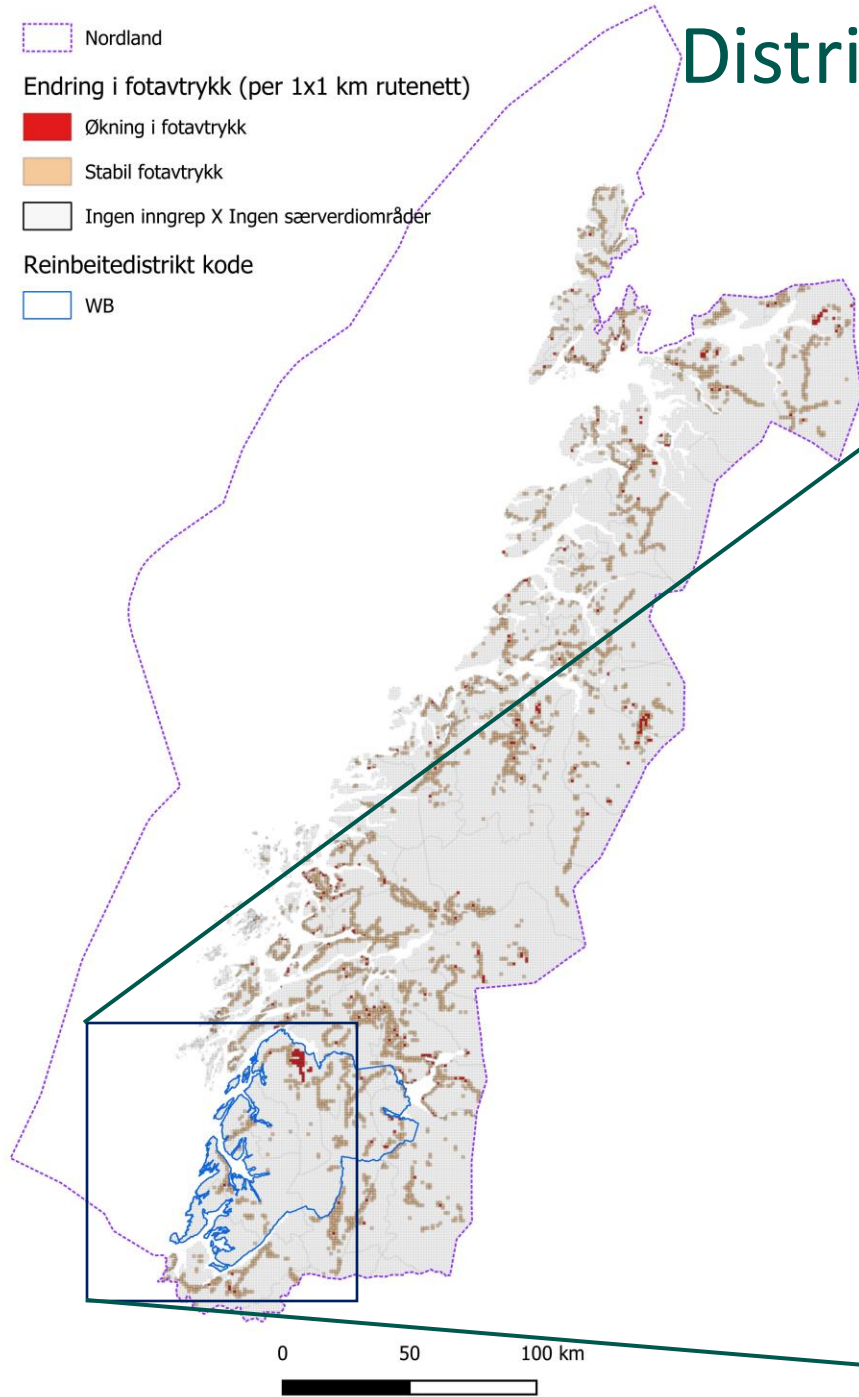 Distri
Nordland
Endring i fotavtrykk (per 1x1 km rutenett)
Økning i fotavtrykk
Stabil fotavtrykk
Ingen inngrep X Ingen særverdiområder
Reinbeitedistrikt kode
WB
0 50 100 km